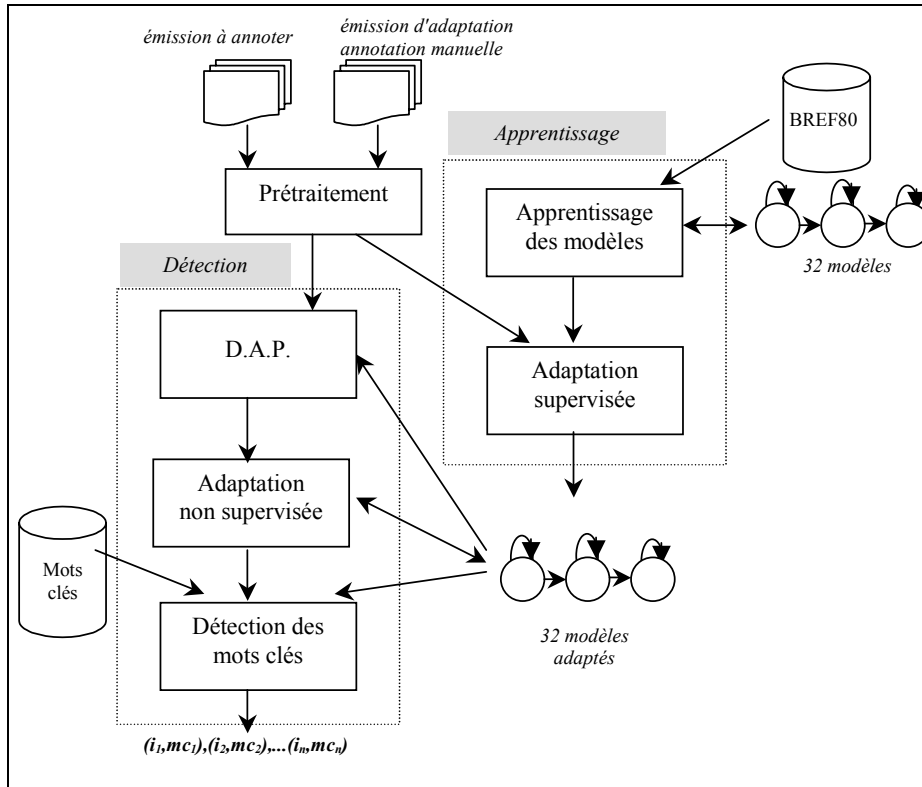 émission à annoter
émission d'adaptation
annotation manuelle
BREF80
Apprentissage
Prétraitement
Apprentissage
des modèles
32 modèles
Détection
D.A.P.
Adaptation
supervisée
Adaptation
non supervisée
Mots
clés
Détection des
mots clés
32 modèles
adaptés
(i₁,mc₁),(i₂,mc₂),...(iₙ,mcₙ)